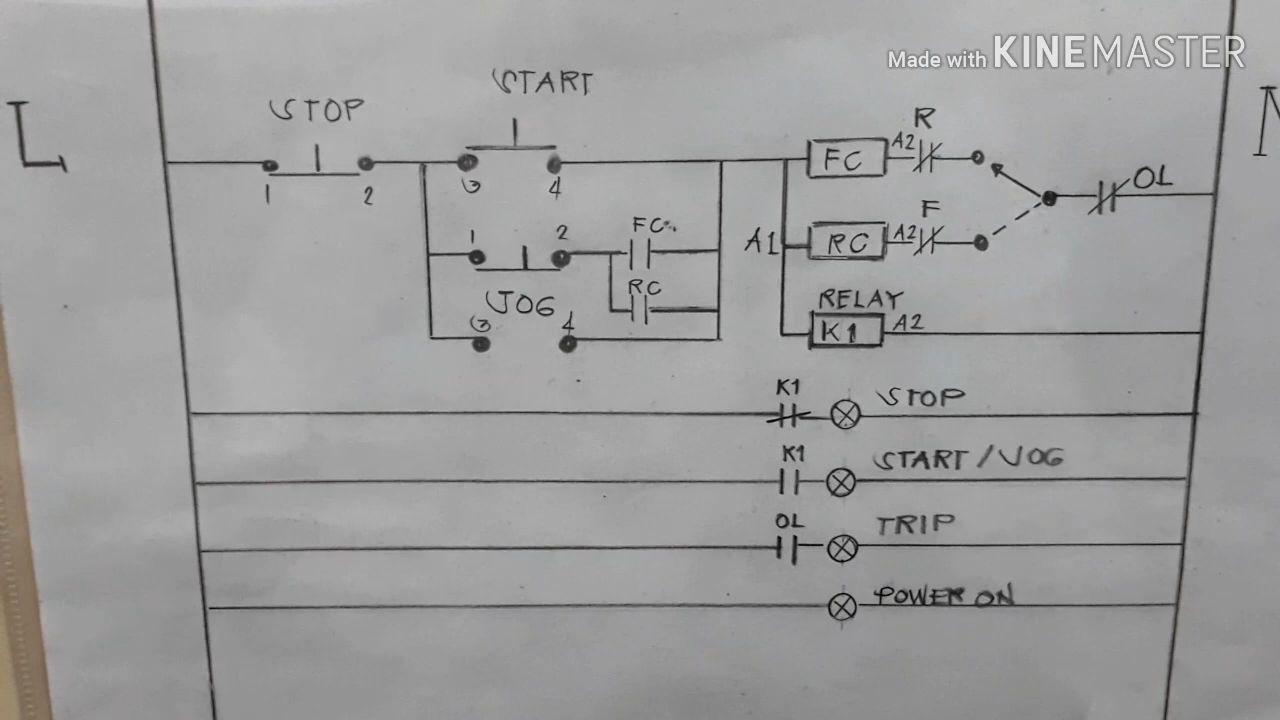 Made with KINEMASTER
L
STOP
START
1 2
3 4
N
FC A2 R
OL
1 2 FC
JOG
RC
3 4
A1 RC A2 F
RELAY
K1 A2
K1 STOP
K1 START/JOG
OL TRIP
POWER ON